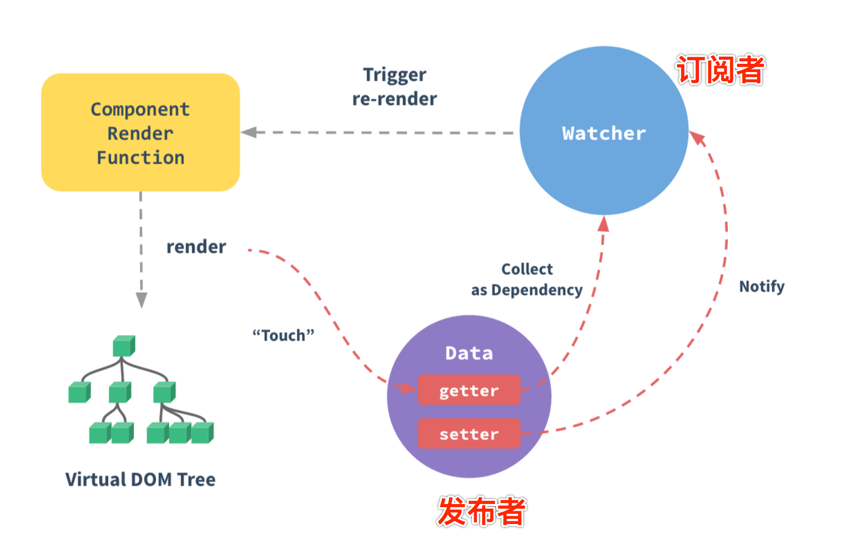 订阅者
Trigger
re-render
Component
Render
Function
Watcher
render
Collect
as Dependency
Notify
“Touch”
Data
getter
setter
Virtual DOM Tree
发布者